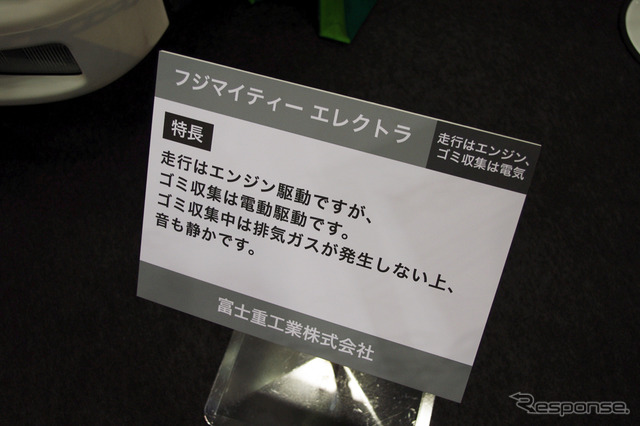 フジマイティー エレクトラ
走行はエンジン、
ゴミ収集は電気
特長
走行はエンジン駆動ですが、
ゴミ収集は電動駆動です。
ゴミ収集中は排気ガスが発生しない上、
音も静かです。
富士重工業株式会社
Response.